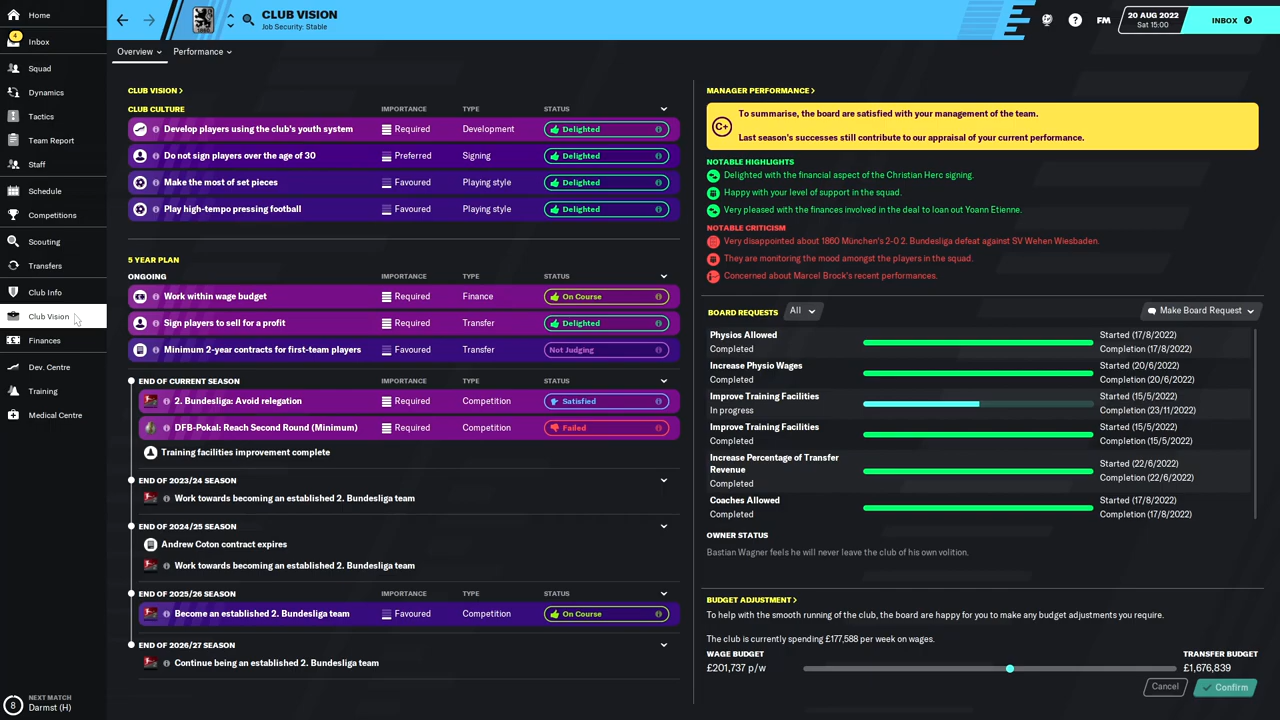 Home
4
Inbox
Squad
Dynamics
Tactics
Team Report
Staff
Schedule
Competitions
Scouting
Transfers
Club Info
Club Vision
Finances
Dev. Centre
Training
Medical Centre
NEXT MATCH
8
Darmst (H)
1860
CLUB VISION
Job Security: Stable
?
FM
20 AUG 2022
Sat 15:00
INBOX
Overview
Performance
CLUB VISION >
CLUB CULTURE IMPORTANCE TYPE STATUS
Develop players using the club's youth system Required Development Delighted
Do not sign players over the age of 30 Preferred Signing Delighted
Make the most of set pieces Favoured Playing style Delighted
Play high-tempo pressing football Favoured Playing style Delighted
5 YEAR PLAN
ONGOING IMPORTANCE TYPE STATUS
Work within wage budget Required Finance On Course
Sign players to sell for a profit Required Transfer Delighted
Minimum 2-year contracts for first-team players Favoured Transfer Not Judging
END OF CURRENT SEASON IMPORTANCE TYPE STATUS
2. Bundesliga: Avoid relegation Required Competition Satisfied
DFB-Pokal: Reach Second Round (Minimum) Required Competition Failed
Training facilities improvement complete
END OF 2023/24 SEASON
Work towards becoming an established 2. Bundesliga team
END OF 2024/25 SEASON
Andrew Coton contract expires
Work towards becoming an established 2. Bundesliga team
END OF 2025/26 SEASON IMPORTANCE TYPE STATUS
Become an established 2. Bundesliga team Favoured Competition On Course
END OF 2026/27 SEASON
Continue being an established 2. Bundesliga team
MANAGER PERFORMANCE >
C+
To summarise, the board are satisfied with your management of the team.
Last season's successes still contribute to our appraisal of your current performance.
NOTABLE HIGHLIGHTS
Delighted with the financial aspect of the Christian Herc signing.
Happy with your level of support in the squad.
Very pleased with the finances involved in the deal to loan out Yoann Etienne.
NOTABLE CRITICISM
Very disappointed about 1860 München's 2-0 2. Bundesliga defeat against SV Wehen Wiesbaden.
They are monitoring the mood amongst the players in the squad.
Concerned about Marcel Brock's recent performances.
BOARD REQUESTS All Make Board Request
Physios Allowed Started (17/8/2022)
Completed Completion (17/8/2022)
Increase Physio Wages Started (20/6/2022)
Completed Completion (20/6/2022)
Improve Training Facilities Started (15/5/2022)
In progress Completion (23/11/2022)
Improve Training Facilities Started (15/5/2022)
Completed Completion (15/5/2022)
Increase Percentage of Transfer
Revenue Started (22/6/2022)
Completed Completion (22/6/2022)
Coaches Allowed Started (17/8/2022)
Completed Completion (17/8/2022)
OWNER STATUS
Bastian Wagner feels he will never leave the club of his own volition.
BUDGET ADJUSTMENT >
To help with the smooth running of the club, the board are happy for you to make any budget adjustments you require.
The club is currently spending £177,588 per week on wages.
WAGE BUDGET TRANSFER BUDGET
£201,737 p/w £1,676,839
Cancel Confirm